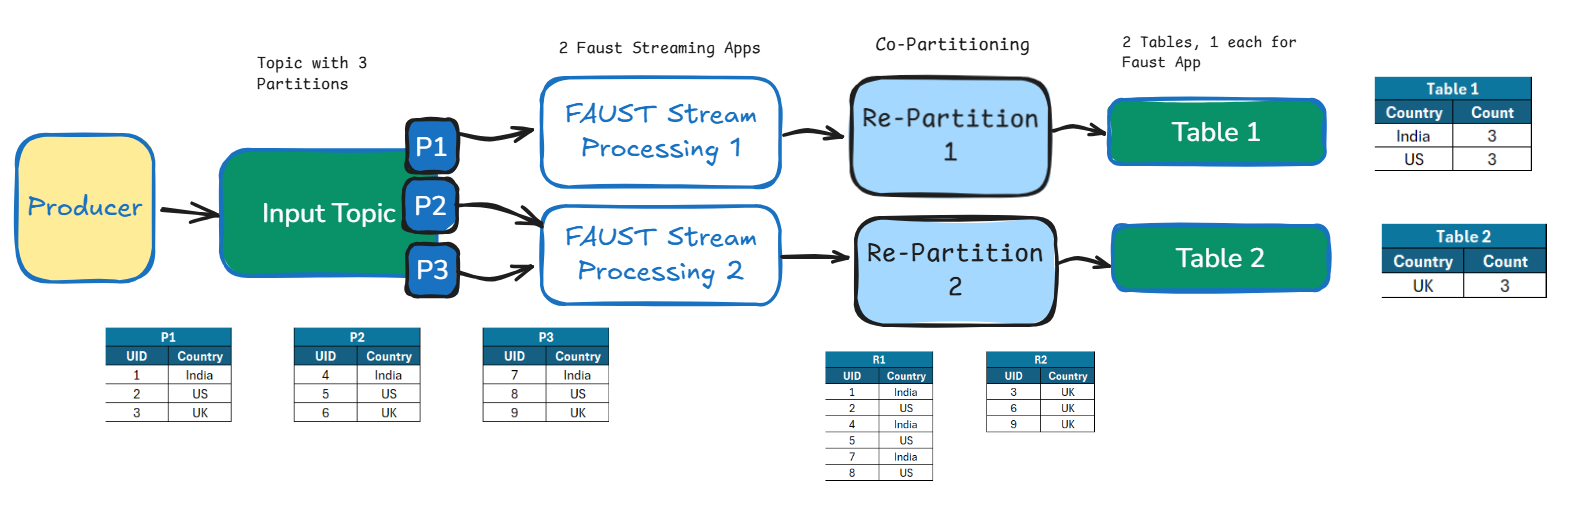 Topic with 3
Partitions
2 Faust Streaming Apps
Co-Partitioning
2 Tables, 1 each for
Faust App
Producer
Input Topic
P1
P2
P3
FAUST Stream
Processing 1
FAUST Stream
Processing 2
Re-Partition
1
Re-Partition
2
Table 1
Table 2
Table 1
Country Count
India 3
US 3
Table 2
Country Count
UK 3
P1
UID Country
1 India
2 US
3 UK
P2
UID Country
4 India
5 US
6 UK
P3
UID Country
7 India
8 US
9 UK
R1
UID Country
1 India
2 US
4 India
5 US
7 India
8 US
R2
UID Country
3 UK
6 UK
9 UK